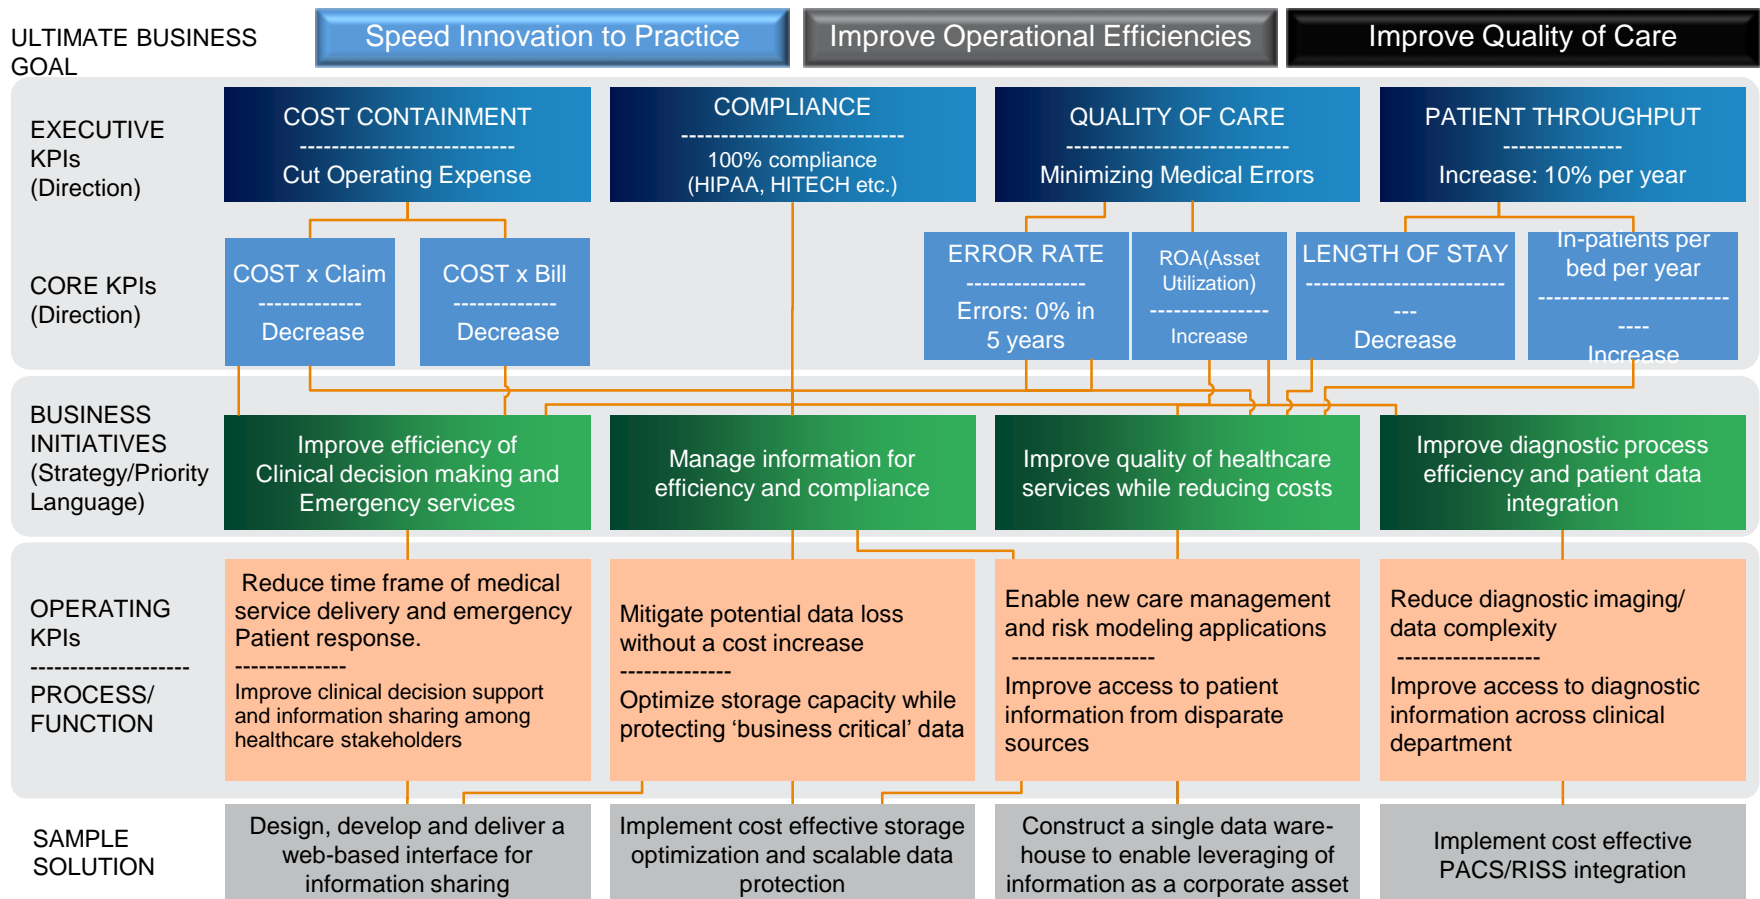 ULTIMATE BUSINESS
GOAL
Speed Innovation to Practice
Improve Operational Efficiencies
Improve Quality of Care
EXECUTIVE
KPIs
(Direction)
COST CONTAINMENT
---------------------------
Cut Operating Expense
COMPLIANCE
----------------------------
100% compliance
(HIPAA, HITECH etc.)
QUALITY OF CARE
----------------------------
Minimizing Medical Errors
PATIENT THROUGHPUT
---------------
Increase: 10% per year
CORE KPIs
(Direction)
COST x Claim
-------------
Decrease
COST x Bill
-------------
Decrease
ERROR RATE
---------------
Errors: 0% in
5 years
ROA(Asset
Utilization)
---------------
Increase
LENGTH OF STAY
-------------------------
---
Decrease
In-patients per
bed per year
------------------------
----
Increase
BUSINESS
INITIATIVES
(Strategy/Priority
Language)
Improve efficiency of
Clinical decision making and
Emergency services
Manage information for
efficiency and compliance
Improve quality of healthcare
services while reducing costs
Improve diagnostic process
efficiency and patient data
integration
OPERATING
KPIs
--------------------
PROCESS/
FUNCTION
Reduce time frame of medical
service delivery and emergency
Patient response.
--------------
Improve clinical decision support
and information sharing among
healthcare stakeholders
Mitigate potential data loss
without a cost increase
--------------
Optimize storage capacity while
protecting ‘business critical’ data
Enable new care management
and risk modeling applications
------------------
Improve access to patient
information from disparate
sources
Reduce diagnostic imaging/
data complexity
------------------
Improve access to diagnostic
information across clinical
department
SAMPLE
SOLUTION
Design, develop and deliver a
web-based interface for
information sharing
Implement cost effective storage
optimization and scalable data
protection
Construct a single data ware-
house to enable leveraging of
information as a corporate asset
Implement cost effective
PACS/RISS integration